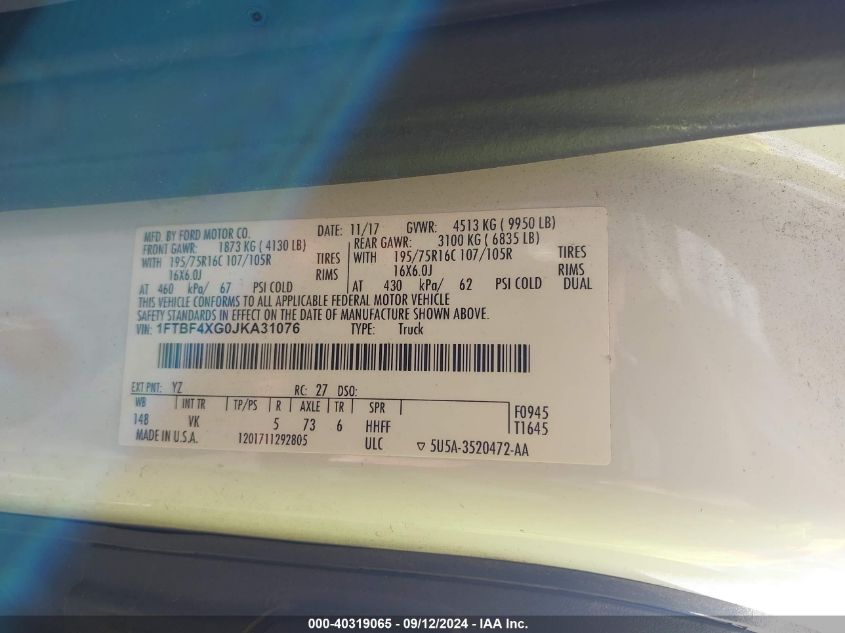 MFD. BY FORD MOTOR CO. DATE: 11/17 GVWR: 4513 KG ( 9950 LB )
FRONT GAWR: 1873 KG ( 4130 LB) REAR GAWR: 3100 KG ( 6835 LB)
WITH 195/75R16C 107/105R TIRES WITH 195/75R16C 107/105R TIRES
16X6.0J RIMS 16X6.0J RIMS
AT 460 kPa/ 67 PSI COLD AT 430 kPa/ 62 PSI COLD DUAL
THIS VEHICLE CONFORMS TO ALL APPLICABLE FEDERAL MOTOR VEHICLE
SAFETY STANDARDS IN EFFECT ON THE DATE OF MANUFACTURE SHOWN ABOVE.
VIN: 1FTBF4XG0JKA31076 TYPE: Truck
EXT PNT: YZ RC: 27 DSO:
WB INT TR TP/PS R AXLE TR SPR F0945
148 VK 5 73 6 HHFF T1645
MADE IN U.S.A. 1201711292805 ULC ▽ 5U5A-3520472-AA
000-40319065 - 09/12/2024 - IAA Inc.